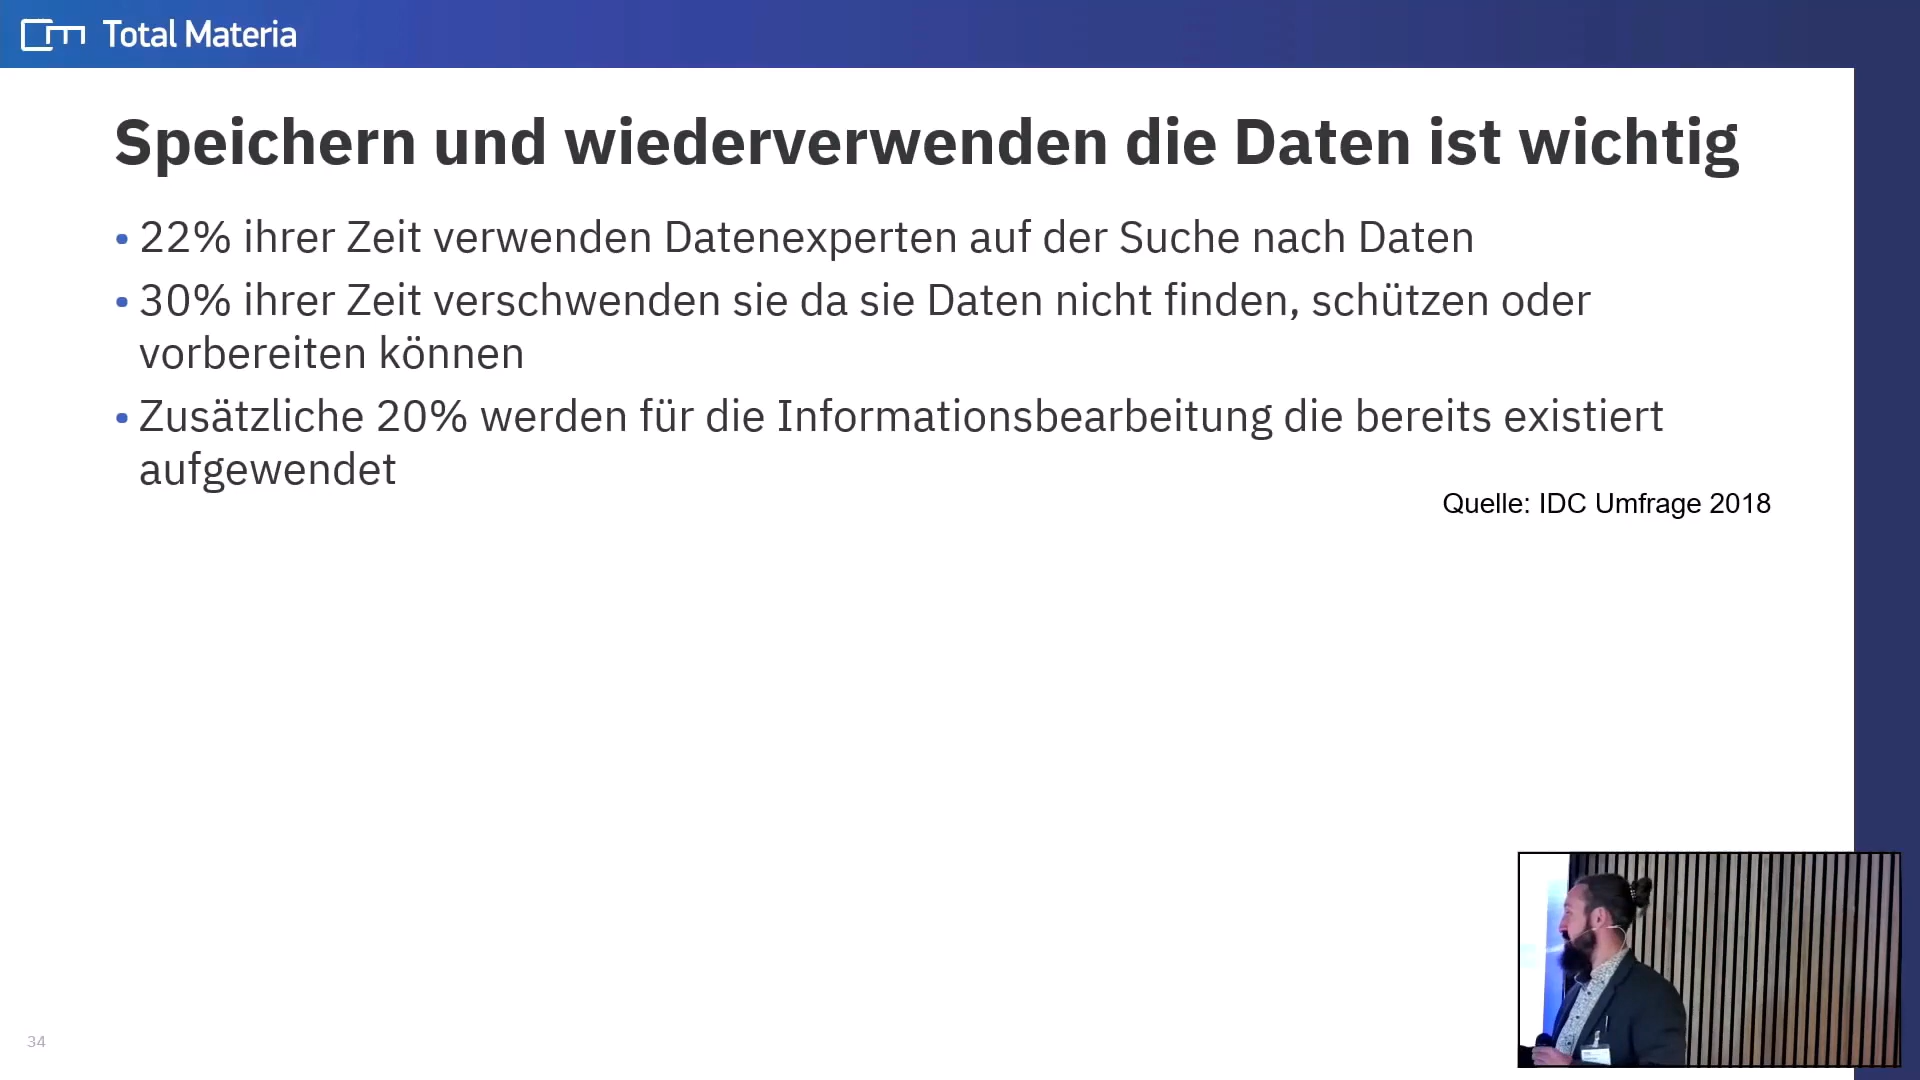 Total Materia
Speichern und wiederverwenden die Daten ist wichtig
• 22% ihrer Zeit verwenden Datenexperten auf der Suche nach Daten
• 30% ihrer Zeit verschwenden sie da sie Daten nicht finden, schützen oder
vorbereiten können
• Zusätzliche 20% werden für die Informationsbearbeitung die bereits existiert
aufgewendet
Quelle: IDC Umfrage 2018
34